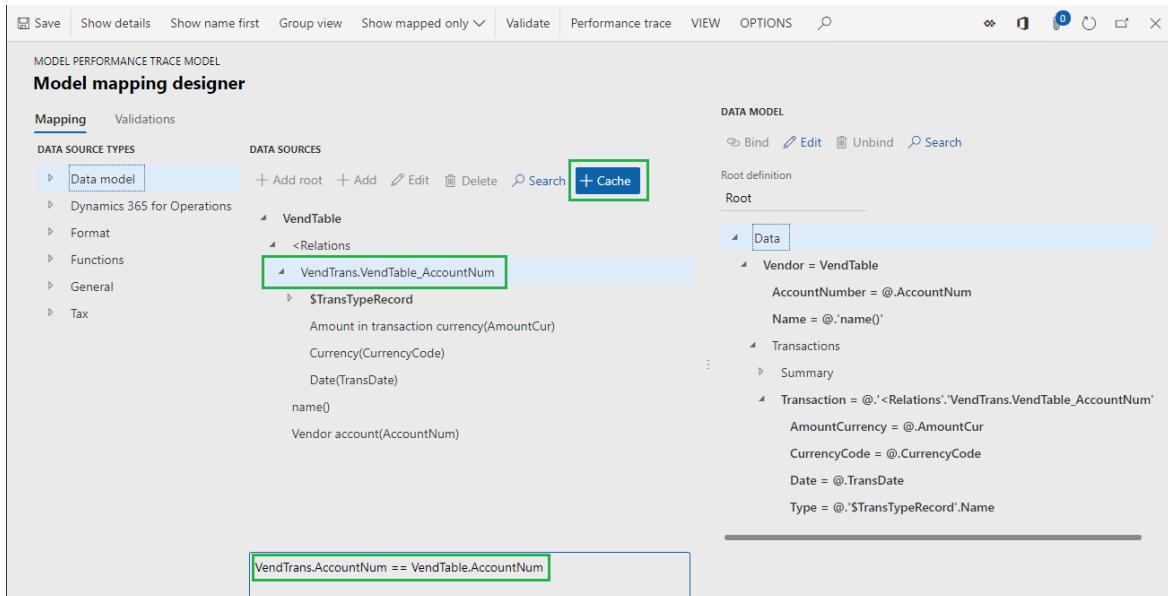 Save Show details Show name first Group view Show mapped only Validate Performance trace VIEW OPTIONS 0
MODEL PERFORMANCE TRACE MODEL
Model mapping designer
Mapping Validations
DATA SOURCE TYPES
Data model
Dynamics 365 for Operations
Format
Functions
General
Tax
DATA SOURCES
+ Add root + Add Edit Delete Search + Cache
VendTable
<Relations
VendTrans.VendTable_AccountNum
$TransTypeRecord
Amount in transaction currency(AmountCur)
Currency(CurrencyCode)
Date(TransDate)
name()
Vendor account(AccountNum)
VendTrans.AccountNum == VendTable.AccountNum
DATA MODEL
Bind Edit Unbind Search
Root definition
Root
Data
Vendor = VendTable
AccountNumber = @.AccountNum
Name = @.'name()'
Transactions
Summary
Transaction = @.'<Relations'.'VendTrans.VendTable_AccountNum'
AmountCurrency = @.AmountCur
CurrencyCode = @.CurrencyCode
Date = @.TransDate
Type = @.'$TransTypeRecord'.Name